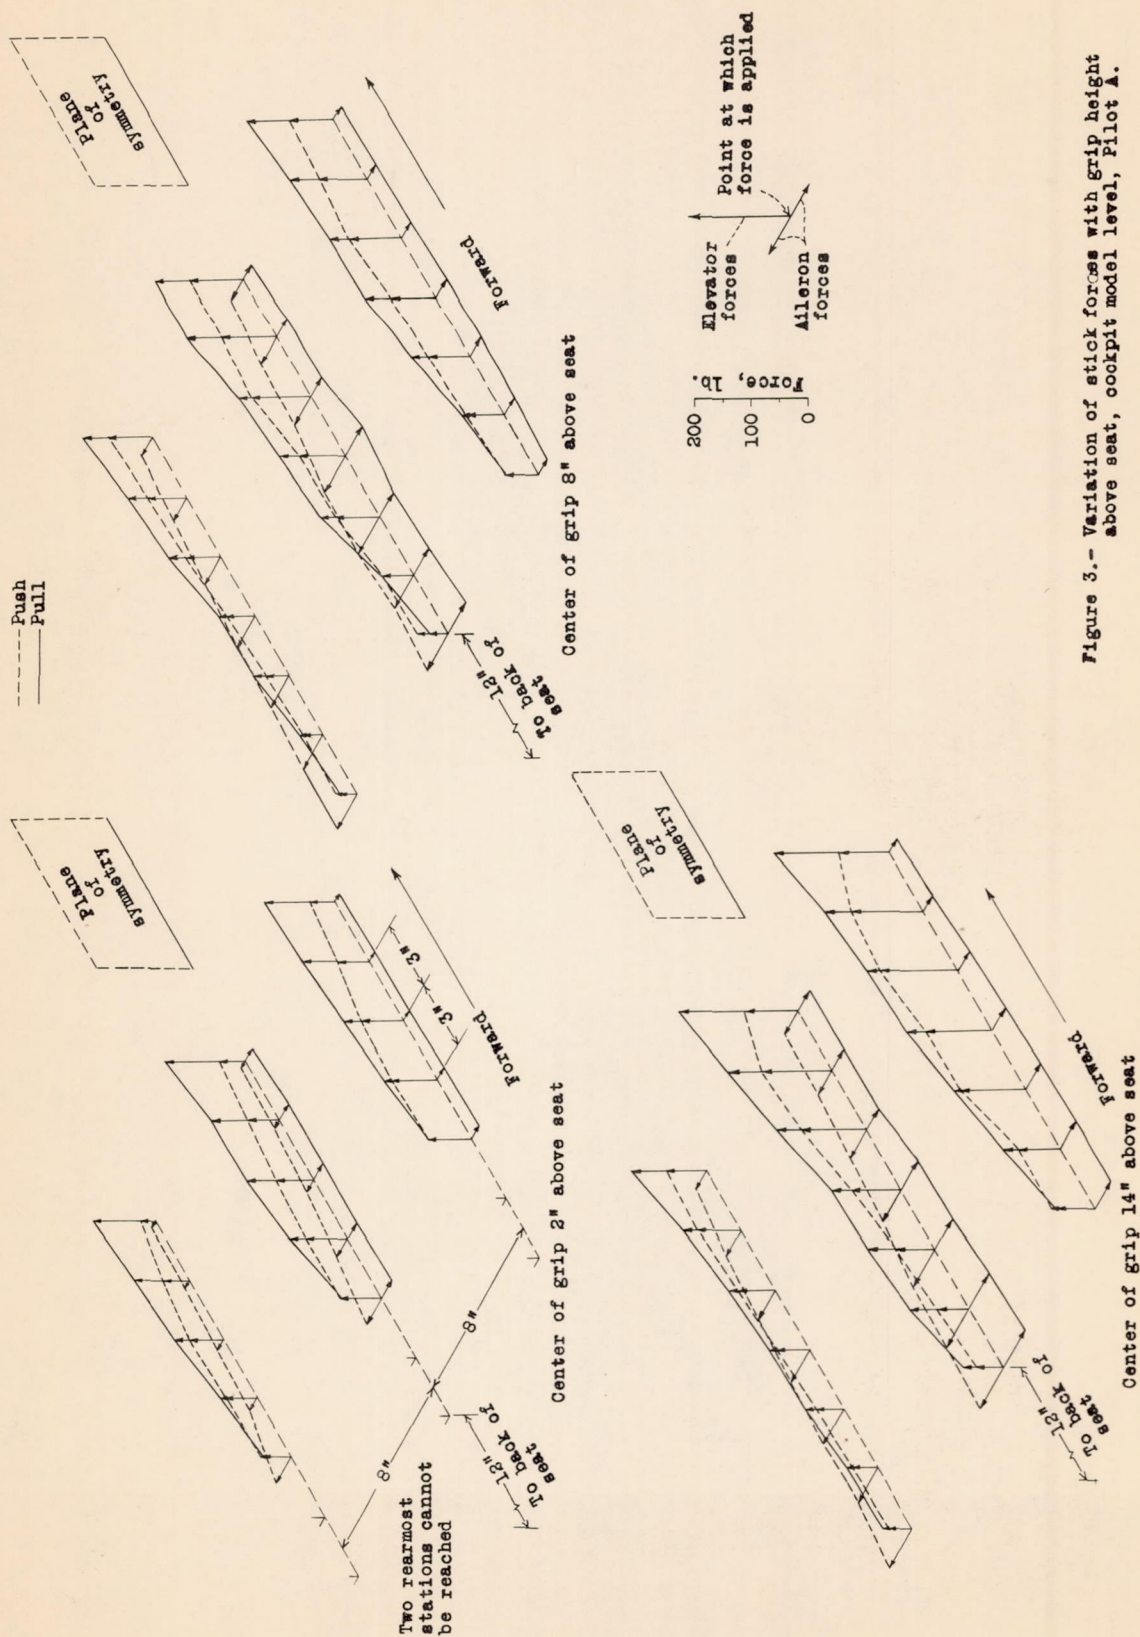 -----Push
——Pull
Plane
of
symmetry
Plane
of
symmetry
3"
3"
Forward
8"
8"
12"
To back of
seat
Two rearmost
stations cannot
be reached
Center of grip 2" above seat
Forward
12"
To back of
seat
Center of grip 8" above seat
Plane
of
symmetry
Forward
12"
To back of
seat
Center of grip 14" above seat
200
100
0
Force, lb.
Elevator
forces
Aileron
forces
Point at which
force is applied
Figure 3.- Variation of stick forces with grip height
above seat, cockpit model level, Pilot A.